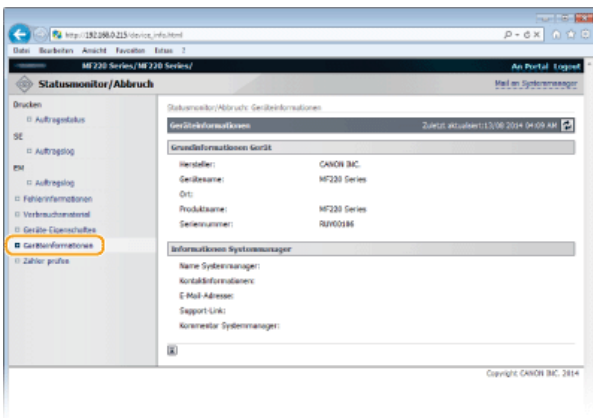 http://192.168.0.215/device_info.html
Datei Bearbeiten Ansicht Favoriten Extras ?
MF220 Series/MF220 Series/
An Portal Logout
Statusmonitor/Abbruch
Mail an Systemmanager
Drucken
Auftragsstatus
SE
Auftragslog
EM
Auftragslog
Fehlerinformationen
Verbrauchsmaterial
Geräte-Eigenschaften
Geräteinformationen
Zähler prüfen
Statusmonitor/Abbruch: Geräteinformationen
Geräteinformationen
Zuletzt aktualisiert:13/08 2014 04:09 AM
Grundinformationen Gerät
Hersteller: CANON INC.
Gerätename: MF220 Series
Ort:
Produktname: MF220 Series
Seriennummer: RUY00186
Informationen Systemmanager
Name Systemmanager:
Kontaktinformationen:
E-Mail-Adresse:
Support-Link:
Kommentar Systemmanager:
Copyright CANON INC. 2014